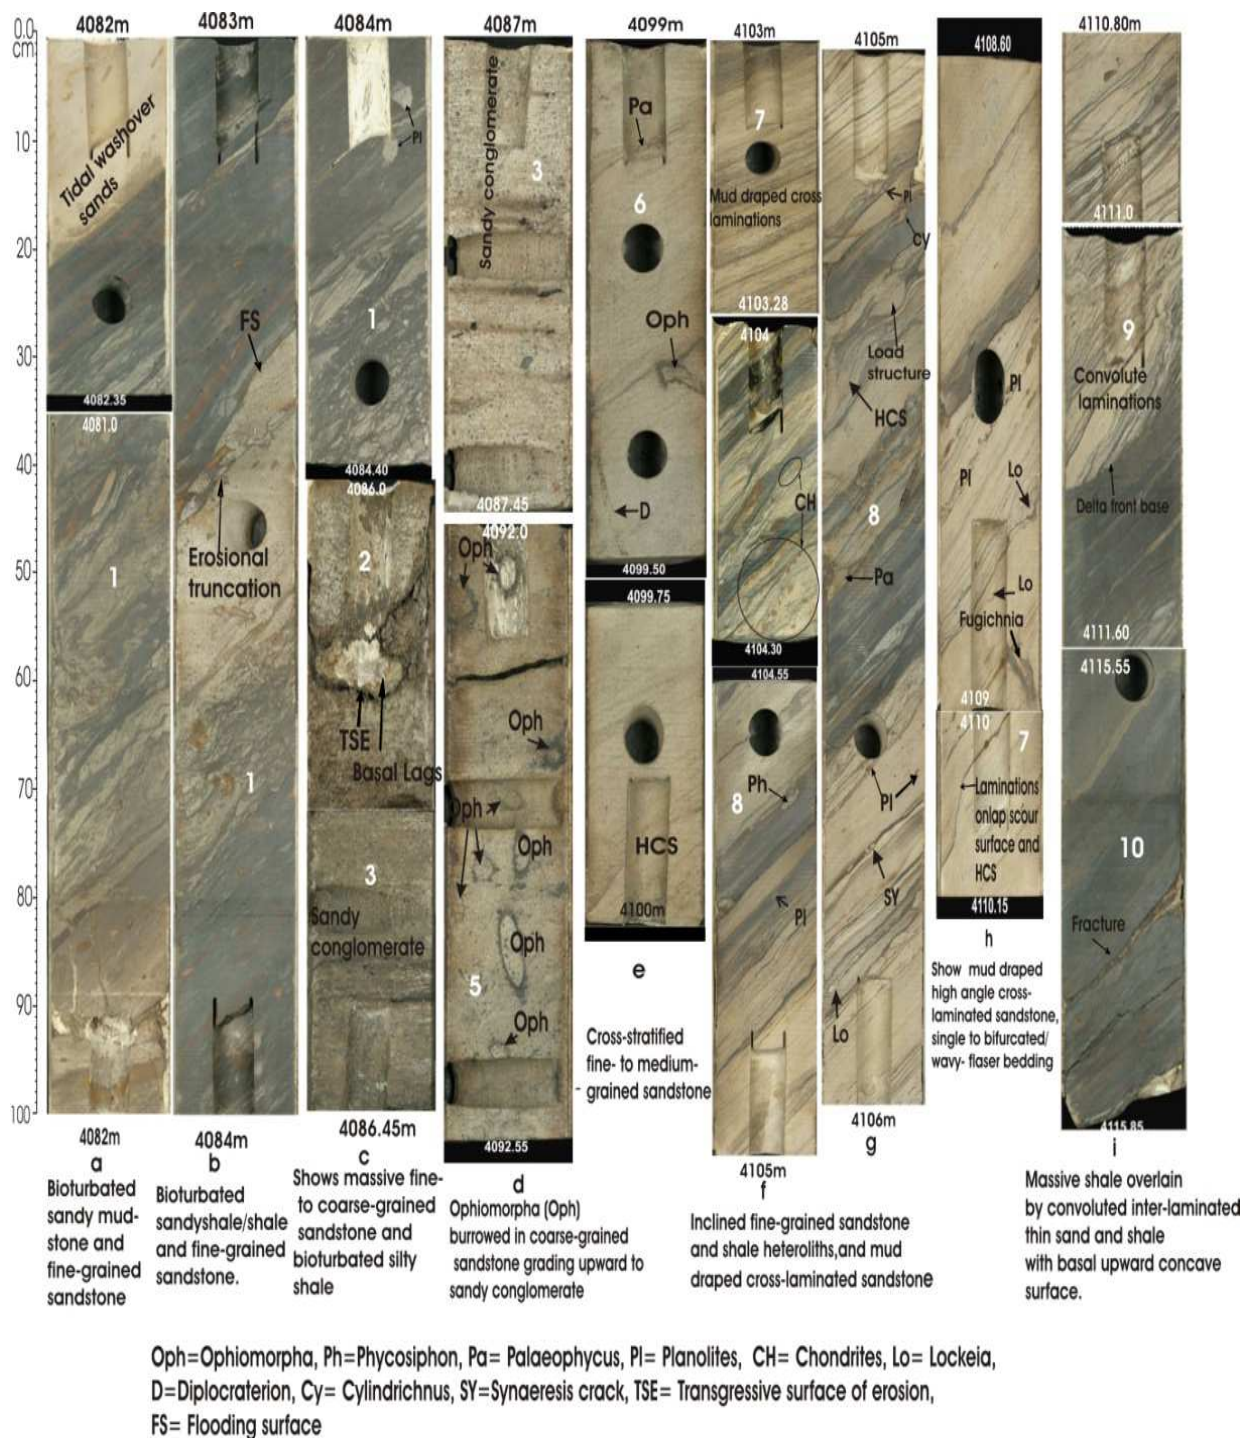 4082m
4083m
4084m
4087m
4099m
4103m
4105m
4108.60
4110.80m
0.0
cm
10
20
30
40
50
60
70
80
90
100
Tidal washover
sands
4082.35
4081.0
1
4082m
a
Bioturbated
sandy mud-
stone and
fine-grained
sandstone
FS
Erosional
truncation
1
4084m
b
Bioturbated
sandyshale/shale
and fine-grained
sandstone.
Pl
1
4084.40
4086.0
2
TSE
Basal Lags
3
Sandy
conglomerate
4086.45m
c
Shows massive fine-
to coarse-grained
sandstone and
bioturbated silty
shale
Sandy conglomerate
3
4087.45
4092.0
Oph
Oph
Oph
Oph
Oph
5
Oph
4092.55
d
Ophiomorpha (Oph)
burrowed in coarse-grained
sandstone grading upward to
sandy conglomerate
Pa
6
Oph
D
4099.50
4099.75
HCS
4100m
e
Cross-stratified
fine- to medium-
grained sandstone
7
Mud draped cross
laminations
4103.28
4104
CH
4104.30
4104.55
Ph
8
Pl
4105m
f
Inclined fine-grained sandstone
and shale heteroliths,and mud
draped cross-laminated sandstone
Pl
Cy
Load
structure
HCS
8
Pa
Pl
SY
Lo
4106m
g
Pl
Pl
Lo
Lo
Fugichnia
4109
4110
7
Laminations
onlap scour
surface and
HCS
4110.15
h
Show mud draped
high angle cross-
laminated sandstone,
single to bifurcated/
wavy- flaser bedding
4111.0
9
Convolute
laminations
Delta front base
4111.60
4115.55
10
Fracture
4115.85
i
Massive shale overlain
by convoluted inter-laminated
thin sand and shale
with basal upward concave
surface.
Oph=Ophiomorpha, Ph=Phycosiphon, Pa= Palaeophycus, Pl= Planolites, CH= Chondrites, Lo= Lockeia,
D=Diplocraterion, Cy= Cylindrichnus, SY=Synaeresis crack, TSE= Transgressive surface of erosion,
FS= Flooding surface